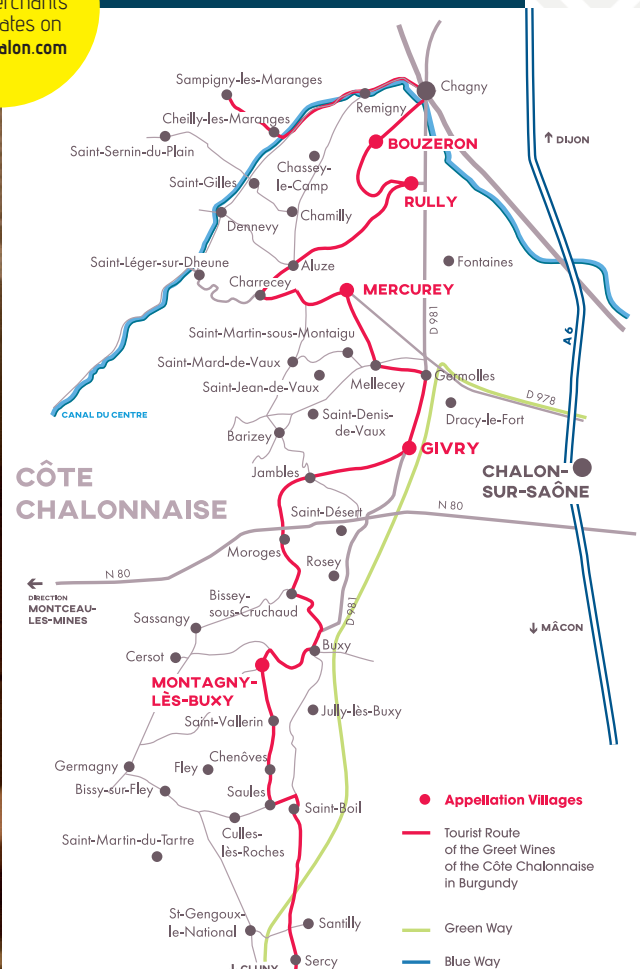 erchants
ates on
alon.com
Sampigny-les-Maranges
Chagny
Remigny
Cheilly-les-Maranges
↑ DIJON
BOUZERON
Saint-Sernin-du-Plain
Chassey-
le-Camp
Saint-Gilles
RULLY
Chamilly
Dennevy
Saint-Léger-sur-Dheune
Aluze
Fontaines
Charrecey
MERCUREY
D 981
A 6
Saint-Martin-sous-Montaigu
Saint-Mard-de-Vaux
Germolles
Saint-Jean-de-Vaux
Mellecey
D 978
CANAL DU CENTRE
Saint-Denis-
de-Vaux
Dracy-le-Fort
Barizey
GIVRY
CÔTE
CHALONNAISE
CHALON-
SUR-SAÔNE
Jambles
Saint-Désert
N 80
Moroges
Rosey
N 80
←
DIRECTION
MONTCEAU-
LES-MINES
Bissey-
sous-Cruchaud
D 981
Sassangy
↓ MÂCON
Buxy
Cersot
MONTAGNY-
LÈS-BUXY
Jully-lès-Buxy
Saint-Vallerin
Chenôves
Germagny
Fley
Bissy-sur-Fley
Saules
Saint-Boil
Appellation Villages
Culles-
lès-Roches
Tourist Route
of the Greet Wines
of the Côte Chalonnaise
in Burgundy
Saint-Martin-du-Tartre
St-Gengoux-
le-National
Santilly
Green Way
Sercy
Blue Way
↓ CLUNY